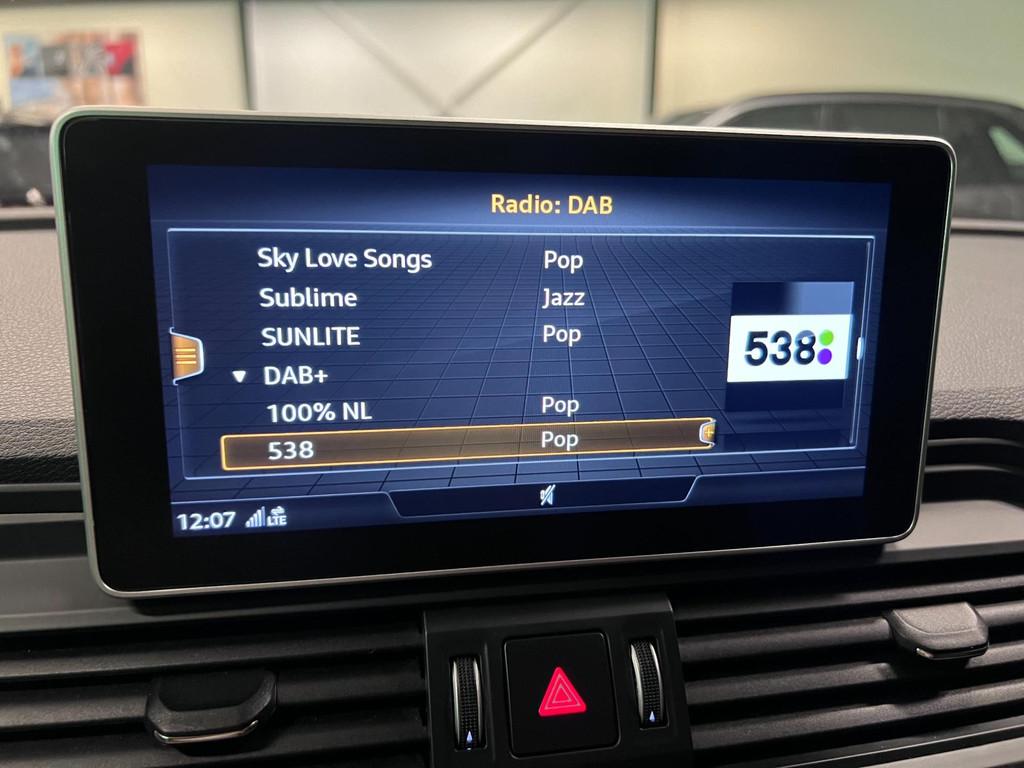 Radio: DAB
Sky Love Songs Pop
Sublime Jazz
SUNLITE Pop
DAB+
100% NL Pop
538 Pop
538
12:07 LTE